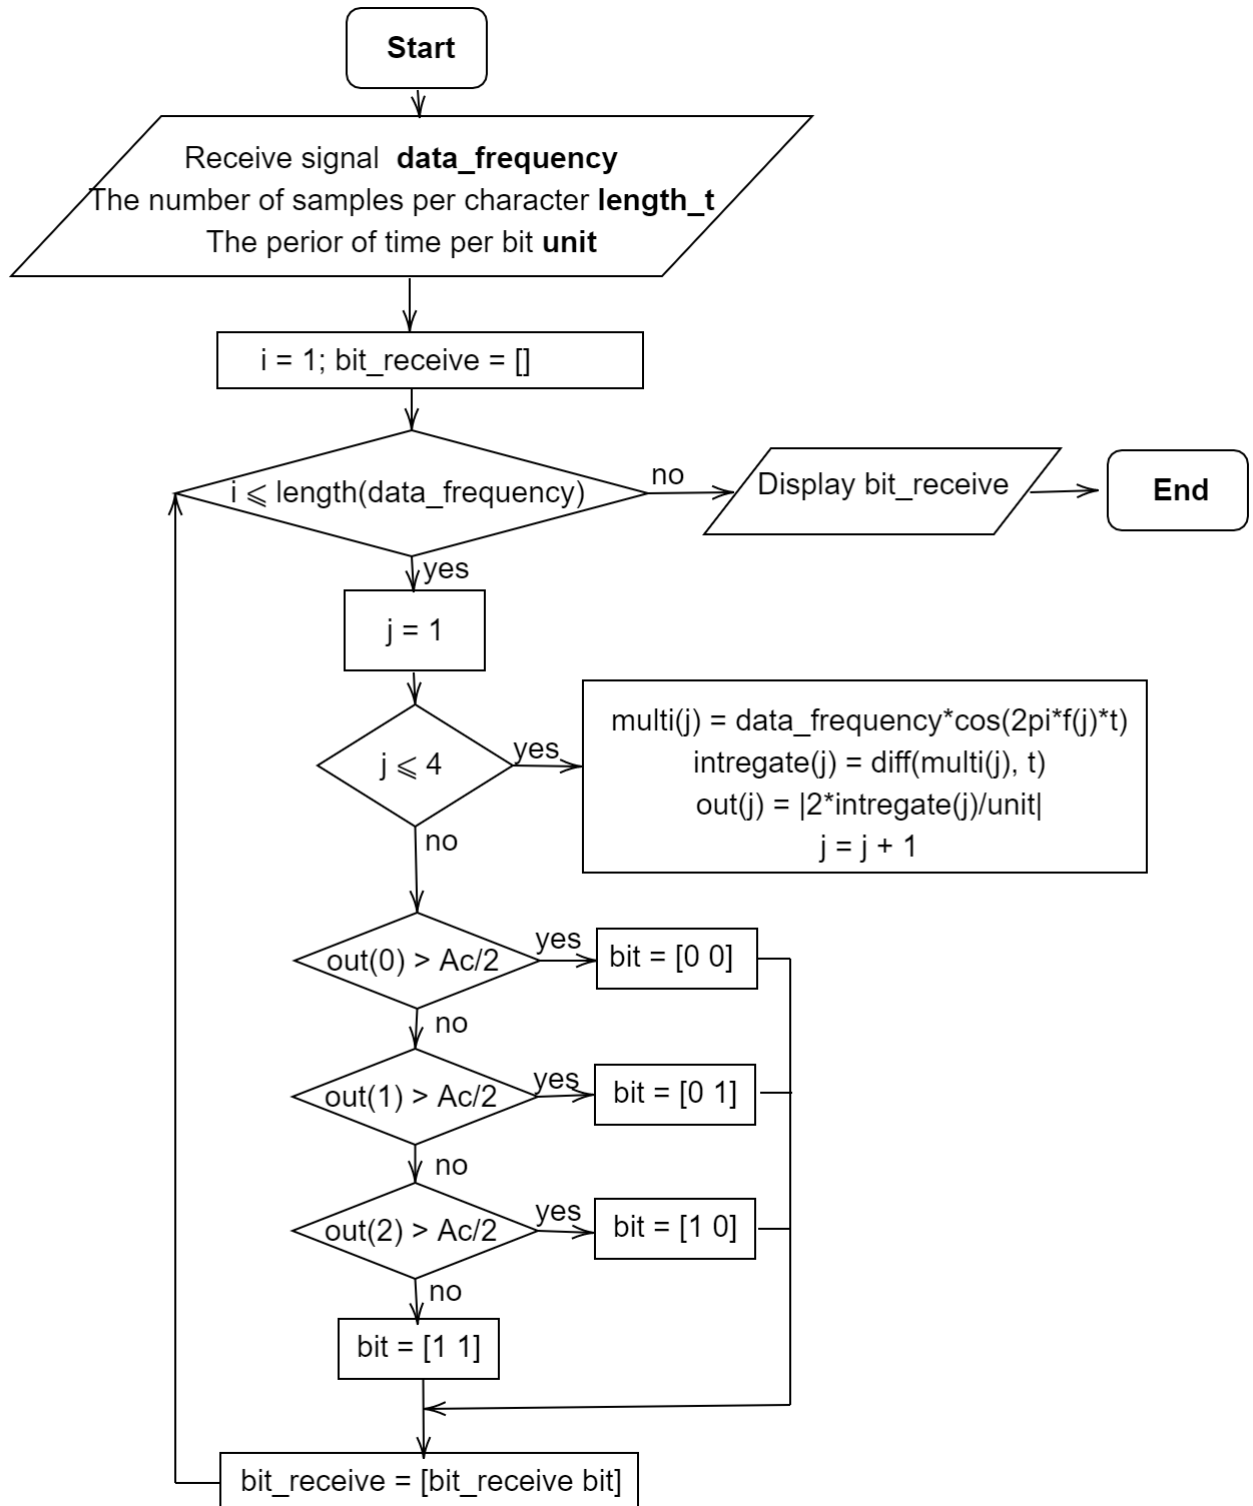 Start
Receive signal data_frequency
The number of samples per character length_t
The perior of time per bit unit
i = 1; bit_receive = []
i ⩽ length(data_frequency)
no
Display bit_receive
End
yes
j = 1
j ⩽ 4
yes
multi(j) = data_frequency*cos(2pi*f(j)*t)
intregate(j) = diff(multi(j), t)
out(j) = |2*intregate(j)/unit|
j = j + 1
no
out(0) > Ac/2
yes
bit = [0 0]
no
out(1) > Ac/2
yes
bit = [0 1]
no
out(2) > Ac/2
yes
bit = [1 0]
no
bit = [1 1]
bit_receive = [bit_receive bit]